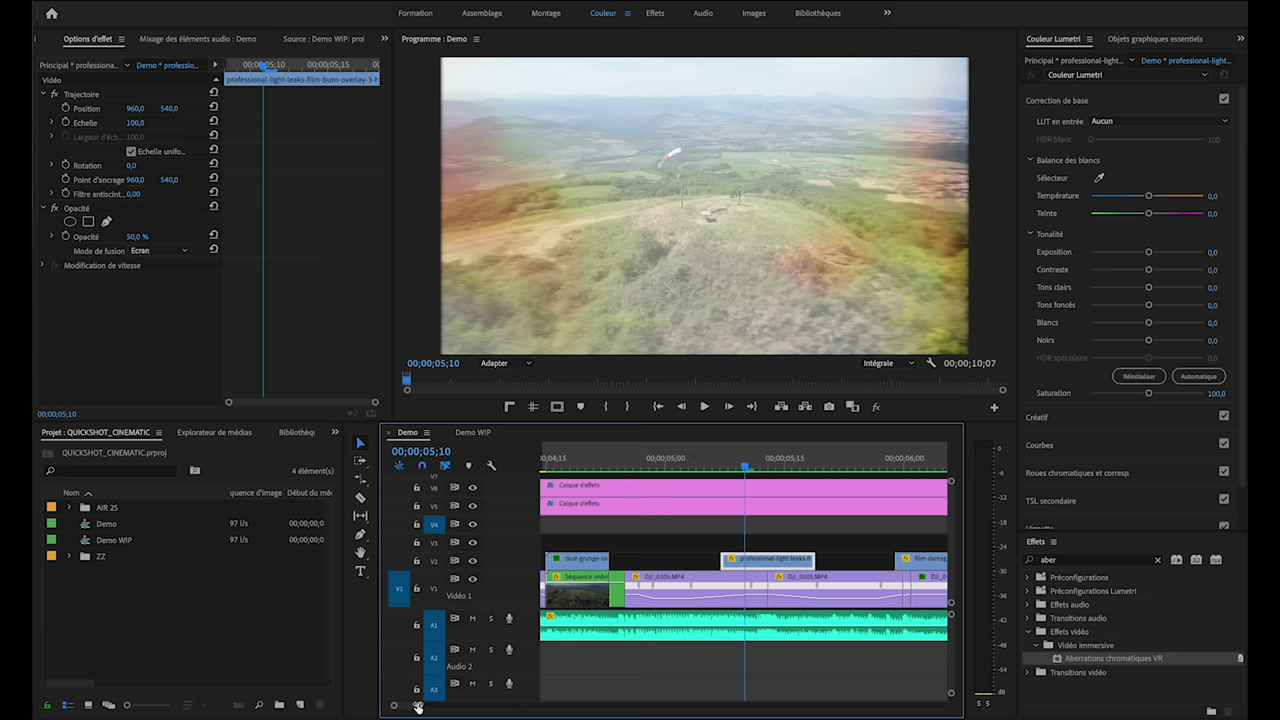 Formation Assemblage Montage Couleur Effets Audio Images Bibliothèques
Options d'effet Mixage des éléments audio : Demo Source : Demo WIP: proi
Programme : Demo
Couleur Lumetri Objets graphiques essentiels
Principal * professiona... Demo * professio...
00;00;05;10 00;00;05;15 00
Principal * professional-light... Demo * professional-light...
Couleur Lumetri
Vidéo
professional-light-leaks-film-burn-overlay-3-h
Trajectoire
Position 960,0 540,0
Echelle 100,0
Largeur d'éch... 100,0
Echelle unifo...
Rotation 0,0
Point d'ancrage 960,0 540,0
Filtre antiscint... 0,00
Opacité
Opacité 50,0 %
Mode de fusion Ecran
Modification de vitesse
00;00;05;10
Correction de base
LUT en entrée Aucun
HDR blanc 100
Balance des blancs
Sélecteur
Température 0,0
Teinte 0,0
Tonalité
Exposition 0,0
Contraste 0,0
Tons clairs 0,0
Tons foncés 0,0
Blancs 0,0
Noirs 0,0
HDR spéculaire 0,0
Réinitialiser Automatique
Saturation 100,0
Créatif
Courbes
Roues chromatiques et corresp.
TSL secondaire
00;00;05;10 Adapter Intégrale 00;00;10;07
Projet : QUICKSHOT_CINEMATIC Explorateur de médias Bibliothèq
QUICKSHOT_CINEMATIC.prproj
4 élément(s)
Nom quence d'image Début du mé
AIR 2S
Demo 97 i/s 00;00;00;0
Demo WIP 97 i/s 00;00;00;0
ZZ
Demo Demo WIP
00;00;05;10
;04;15 00;00;05;00 00;00;05;15 00;00;06;00
V7
V6 Calque d'effets
V5 Calque d'effets
V4
V3
V2 dust-grunge-ov professional-light-leaks-f film-damag
V1 V1 Séquence imbri DJI_0105.MP4 DJI_0105.MP4 DJI_0
Vidéo 1
A1 M S
A2 M S
Audio 2
A3 M S
0
-6
-12
-18
-24
-30
-36
-42
-48
-54
dB
S S
Effets
aber
Préconfigurations
Préconfigurations Lumetri
Effets audio
Transitions audio
Effets vidéo
Vidéo immersive
Aberrations chromatiques VR
Transitions vidéo